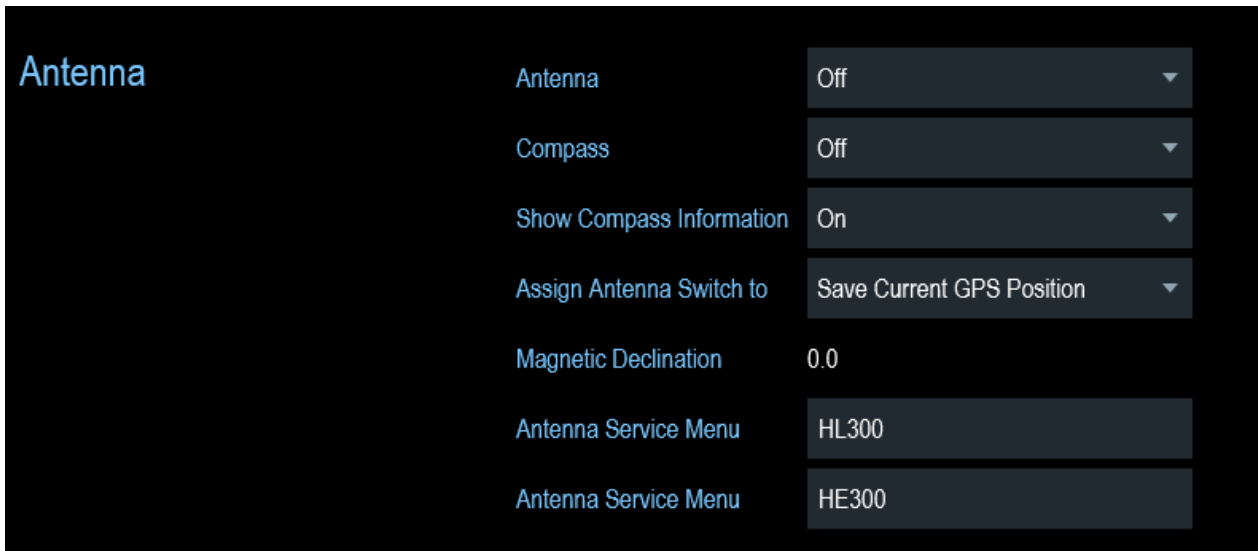 Antenna
Antenna Off
Compass Off
Show Compass Information On
Assign Antenna Switch to Save Current GPS Position
Magnetic Declination 0.0
Antenna Service Menu HL300
Antenna Service Menu HE300